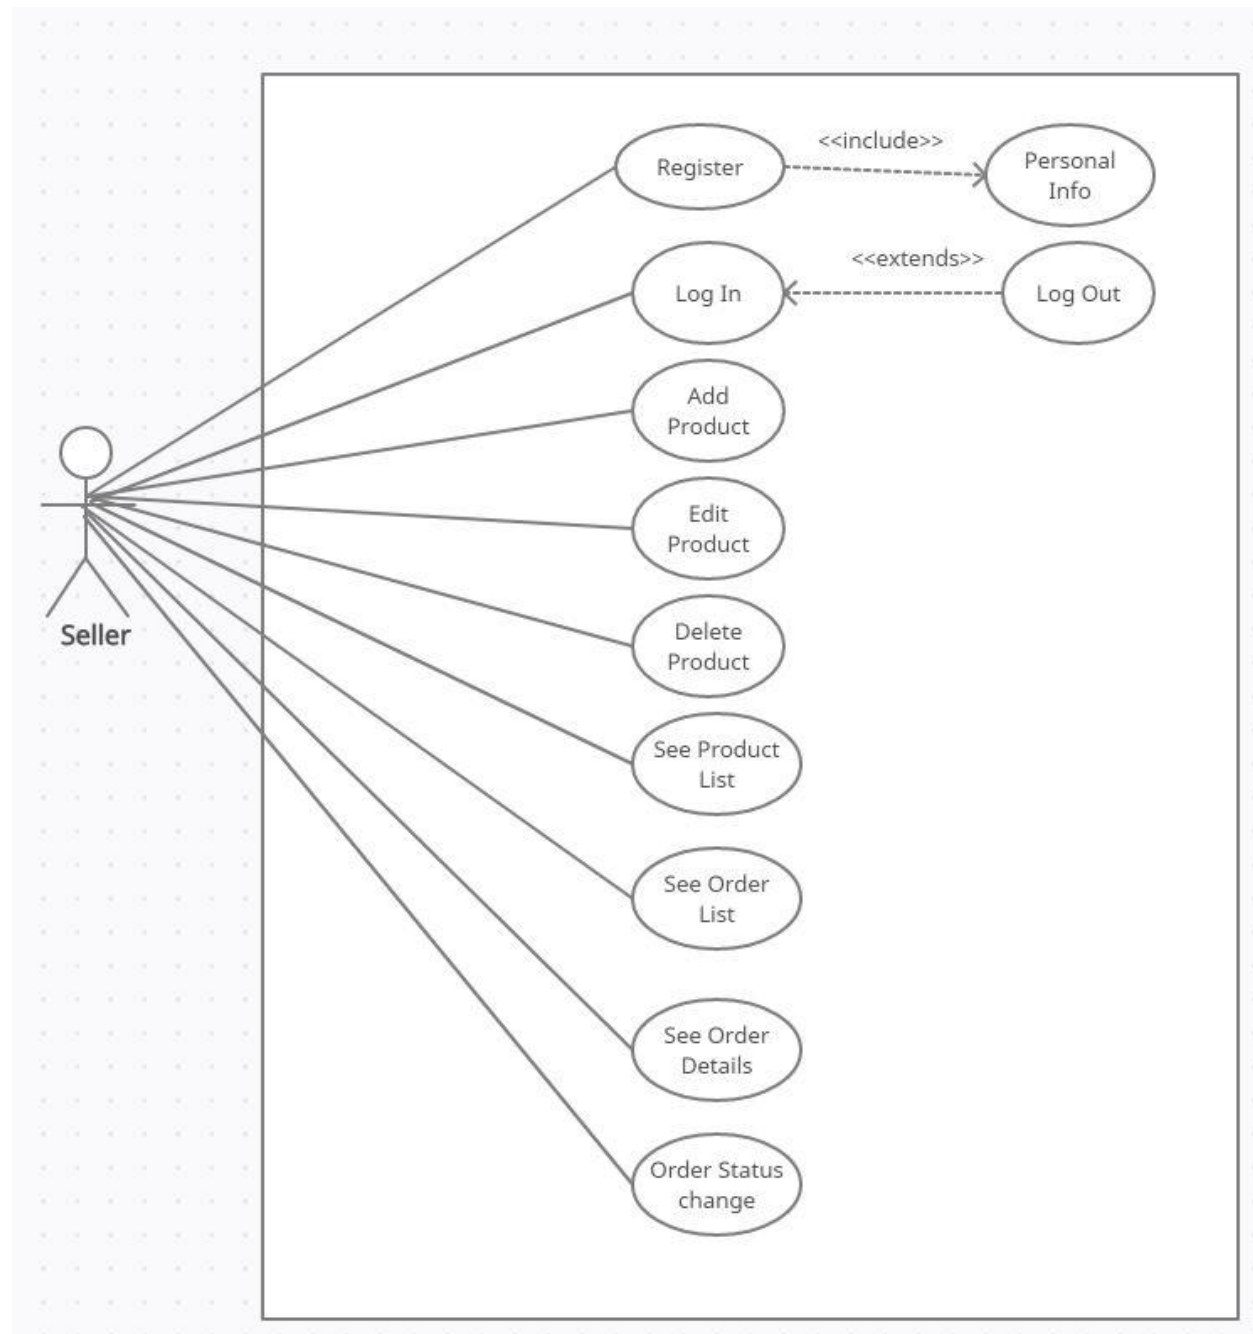 <<include>>
Register
Personal
Info
<<extends>>
Log In
Log Out
Add
Product
Edit
Product
Delete
Product
Seller
See Product
List
See Order
List
See Order
Details
Order Status
change